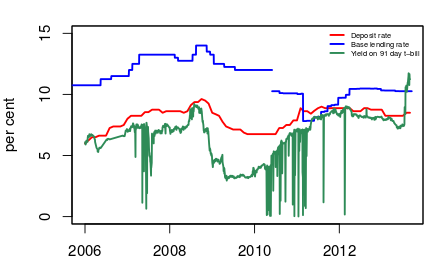 Deposit rate
Base lending rate
Yield on 91 day t−bill
per cent
15
10
5
0
2006
2008
2010
2012